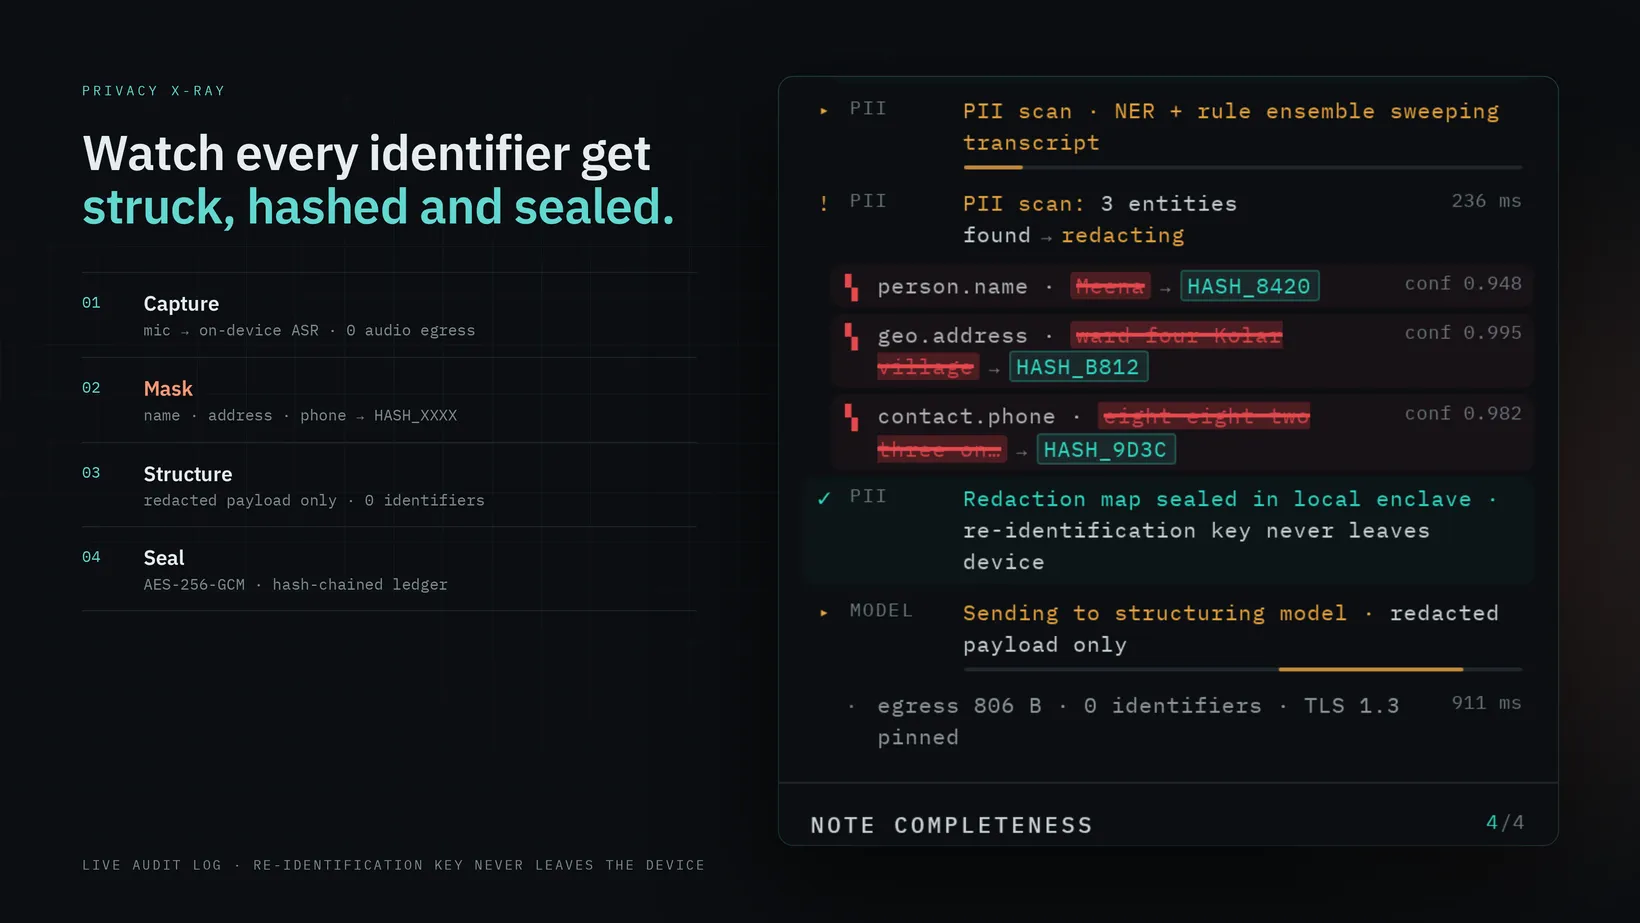 PRIVACY X-RAY
Watch every identifier get
struck, hashed and sealed.
01 Capture
mic → on-device ASR · 0 audio egress
02 Mask
name · address · phone → HASH_XXXX
03 Structure
redacted payload only · 0 identifiers
04 Seal
AES-256-GCM · hash-chained ledger
LIVE AUDIT LOG · RE-IDENTIFICATION KEY NEVER LEAVES THE DEVICE
▸ PII PII scan · NER + rule ensemble sweeping
transcript
! PII PII scan: 3 entities 236 ms
found → redacting
person.name · Meena → HASH_8420 conf 0.948
geo.address · ward four Kolar conf 0.995
village → HASH_B812
contact.phone · eight eight two conf 0.982
three on… → HASH_9D3C
✓ PII Redaction map sealed in local enclave ·
re-identification key never leaves
device
▸ MODEL Sending to structuring model · redacted
payload only
· egress 806 B · 0 identifiers · TLS 1.3 911 ms
pinned
NOTE COMPLETENESS 4/4